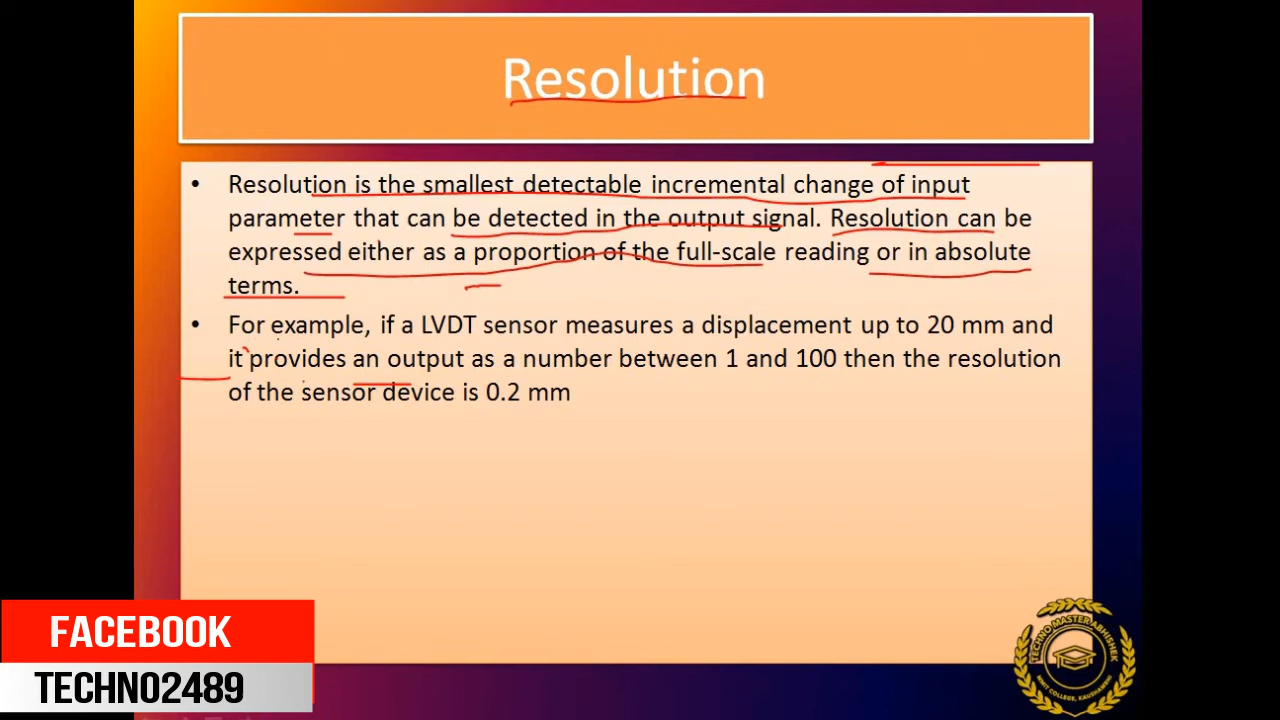 Resolution
• Resolution is the smallest detectable incremental change of input
parameter that can be detected in the output signal. Resolution can be
expressed either as a proportion of the full-scale reading or in absolute
terms.
• For example, if a LVDT sensor measures a displacement up to 20 mm and
it provides an output as a number between 1 and 100 then the resolution
of the sensor device is 0.2 mm
FACEBOOK
TECHNO2489
TECHNO MASTER ABHISHEK